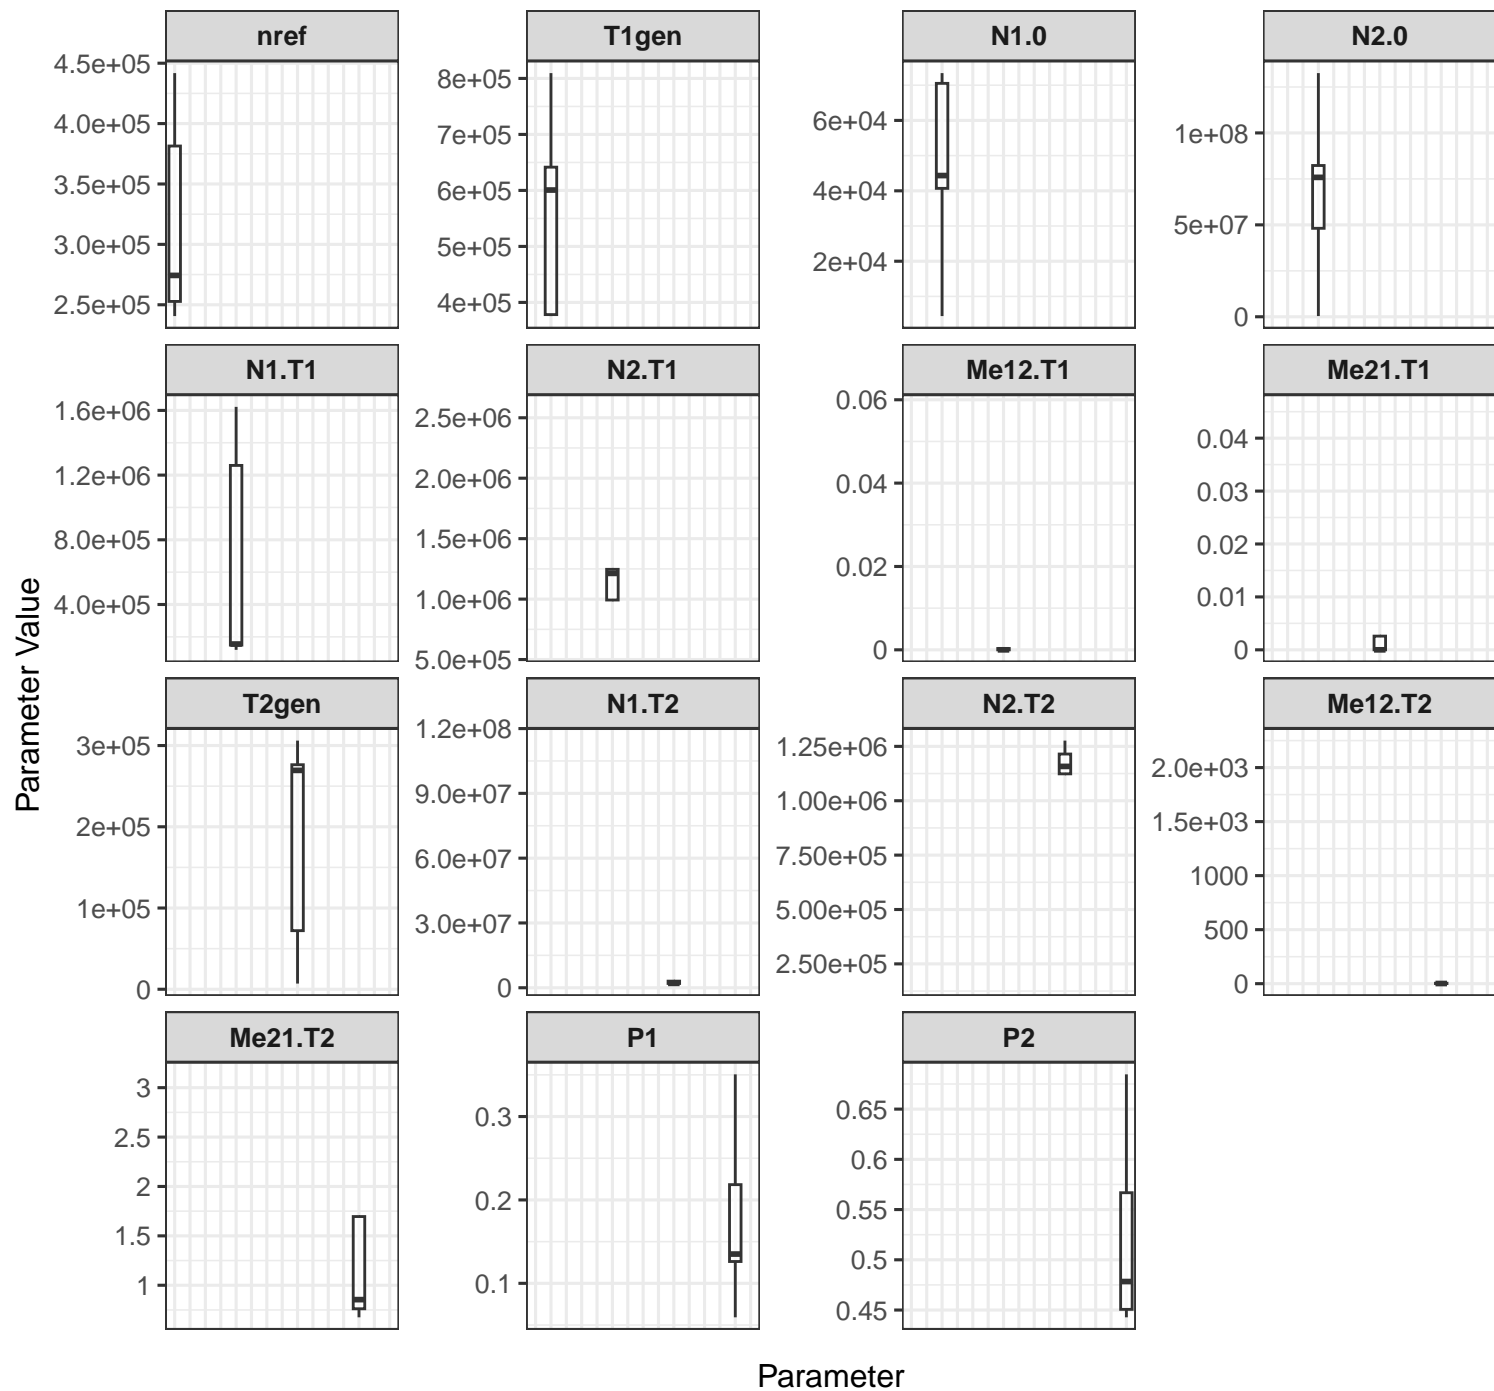 nref
T1gen
N1.0
N2.0
4.5e+05
4.0e+05
3.5e+05
3.0e+05
2.5e+05
8e+05
7e+05
6e+05
5e+05
4e+05
6e+04
4e+04
2e+04
1e+08
5e+07
0
N1.T1
N2.T1
Me12.T1
Me21.T1
1.6e+06
1.2e+06
8.0e+05
4.0e+05
2.5e+06
2.0e+06
1.5e+06
1.0e+06
5.0e+05
0.06
0.04
0.02
0
0.04
0.03
0.02
0.01
0
T2gen
N1.T2
N2.T2
Me12.T2
3e+05
2e+05
1e+05
0
1.2e+08
9.0e+07
6.0e+07
3.0e+07
0
1.25e+06
1.00e+06
7.50e+05
5.00e+05
2.50e+05
2.0e+03
1.5e+03
1000
500
0
Me21.T2
P1
P2
3
2.5
2
1.5
1
0.3
0.2
0.1
0.65
0.6
0.55
0.5
0.45
Parameter Value
Parameter